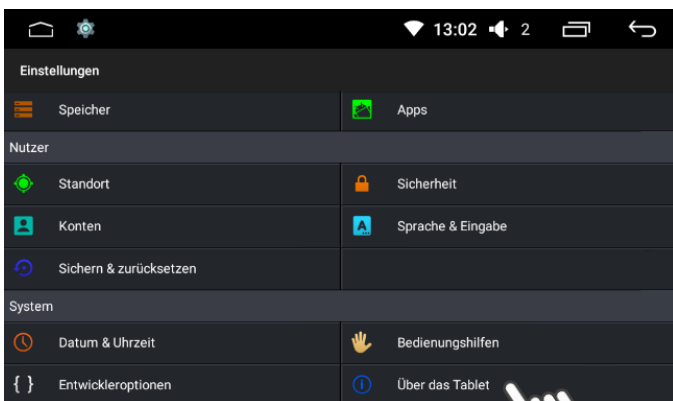 13:02 2
Einstellungen
Speicher Apps
Nutzer
Standort Sicherheit
Konten Sprache & Eingabe
Sichern & zurücksetzen
System
Datum & Uhrzeit Bedienungshilfen
{ } Entwickleroptionen Über das Tablet